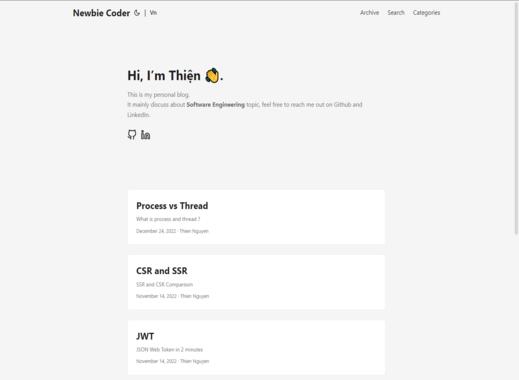 Newbie Coder | Vn
Archive Search Categories
Hi, I'm Thiện 👋.
This is my personal blog.
It mainly discuss about Software Engineering topic, feel free to reach me out on Github and
LinkedIn.
Process vs Thread
What is process and thread ?
December 24, 2022 · Thien Nguyen
CSR and SSR
SSR and CSR Comparison
November 14, 2022 · Thien Nguyen
JWT
JSON Web Token in 2 minutes
November 14, 2022 · Thien Nguyen